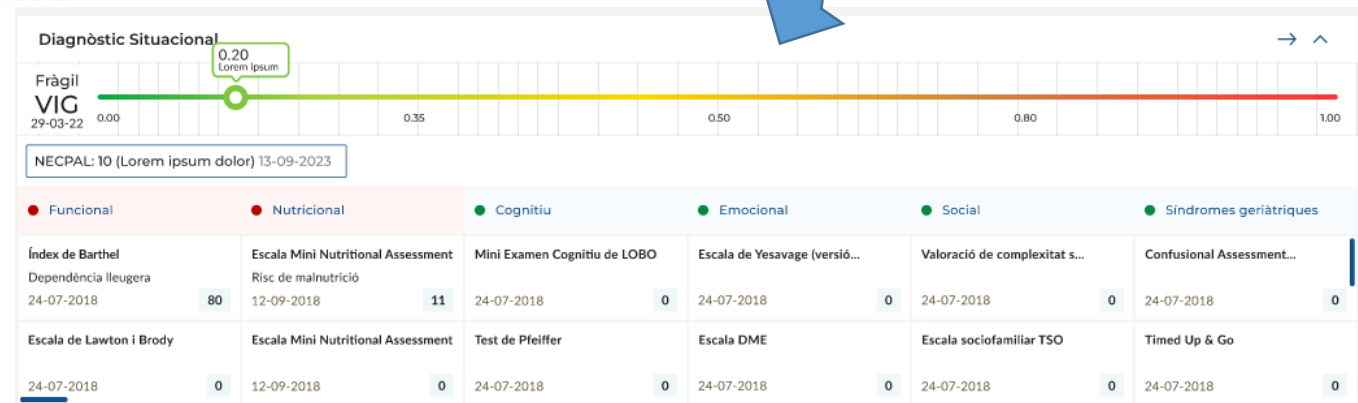 Diagnòstic Situacional
0.20
Lorem ipsum
Fràgil
VIG
29-03-22
0.00
0.35
0.50
0.80
1.00
NECPAL: 10 (Lorem ipsum dolor) 13-09-2023
Funcional
Nutricional
Cognitiu
Emocional
Social
Síndromes geriàtriques
Índex de Barthel
Dependència lleugera
24-07-2018 80
Escala Mini Nutritional Assessment
Risc de malnutrició
12-09-2018 11
Mini Examen Cognitiu de LOBO
24-07-2018 0
Escala de Yesavage (versió...
24-07-2018 0
Valoració de complexitat s...
24-07-2018 0
Confusional Assessment...
24-07-2018 0
Escala de Lawton i Brody
24-07-2018 0
Escala Mini Nutritional Assessment
12-09-2018 0
Test de Pfeiffer
24-07-2018 0
Escala DME
24-07-2018 0
Escala sociofamiliar TSO
24-07-2018 0
Timed Up & Go
24-07-2018 0